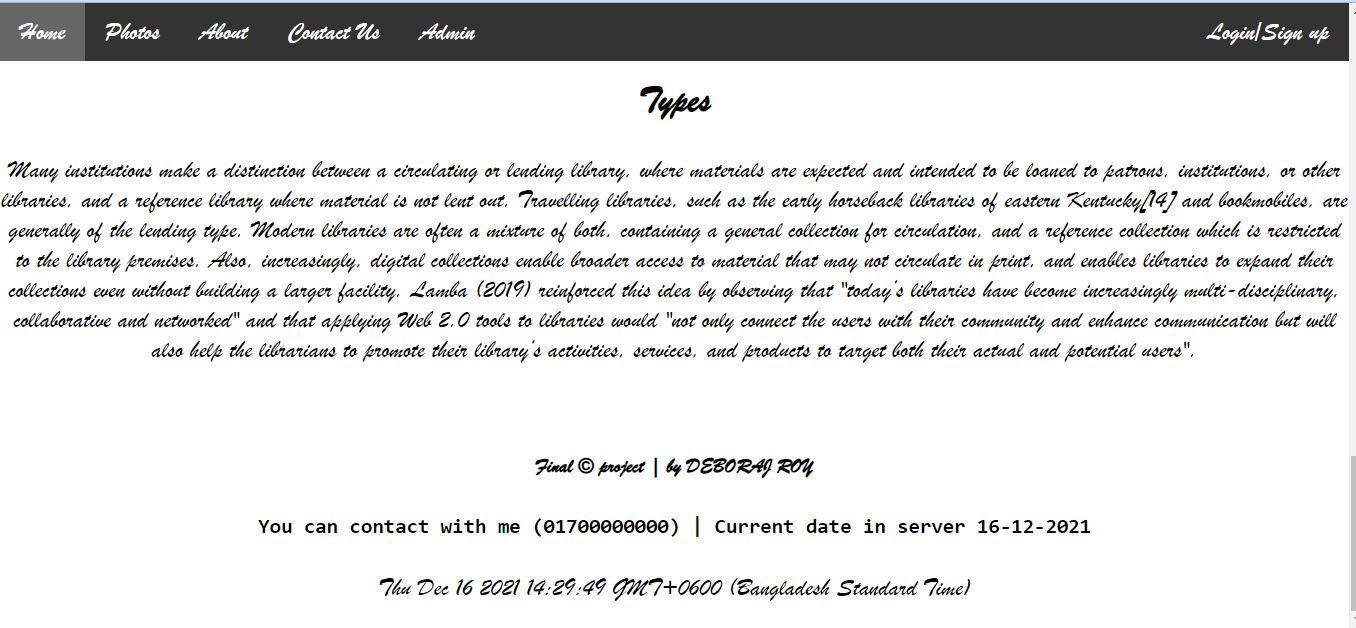 Home Photos About Contact Us Admin Login|Sign up
Types
Many institutions make a distinction between a circulating or lending library, where materials are expected and intended to be loaned to patrons, institutions, or other
libraries, and a reference library where material is not lent out. Travelling libraries, such as the early horseback libraries of eastern Kentucky[14] and bookmobiles, are
generally of the lending type. Modern libraries are often a mixture of both, containing a general collection for circulation, and a reference collection which is restricted
to the library premises. Also, increasingly, digital collections enable broader access to material that may not circulate in print, and enables libraries to expand their
collections even without building a larger facility. Lamba (2019) reinforced this idea by observing that "today's libraries have become increasingly multi-disciplinary,
collaborative and networked" and that applying Web 2.0 tools to libraries would "not only connect the users with their community and enhance communication but will
also help the librarians to promote their library's activities, services, and products to target both their actual and potential users".
Final © project | by DEBORAJ ROY
You can contact with me (01700000000) | Current date in server 16-12-2021
Thu Dec 16 2021 14:29:49 GMT+0600 (Bangladesh Standard Time)